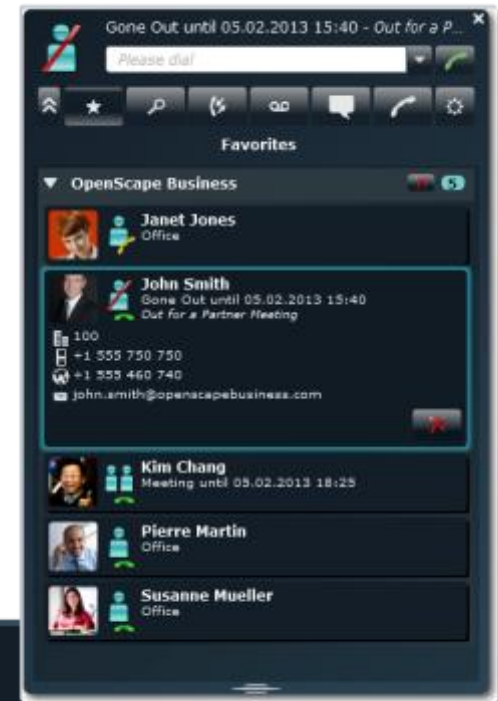 Gone Out until 05.02.2013 15:40 - Out for a P...
Please dial
Favorites
OpenScape Business
5
Janet Jones
Office
John Smith
Gone Out until 05.02.2013 15:40
Out for a Partner Meeting
100
+1 555 750 750
+1 555 460 740
john.smith@openscapebusiness.com
Kim Chang
Meeting until 05.02.2013 18:25
Pierre Martin
Office
Susanne Mueller
Office